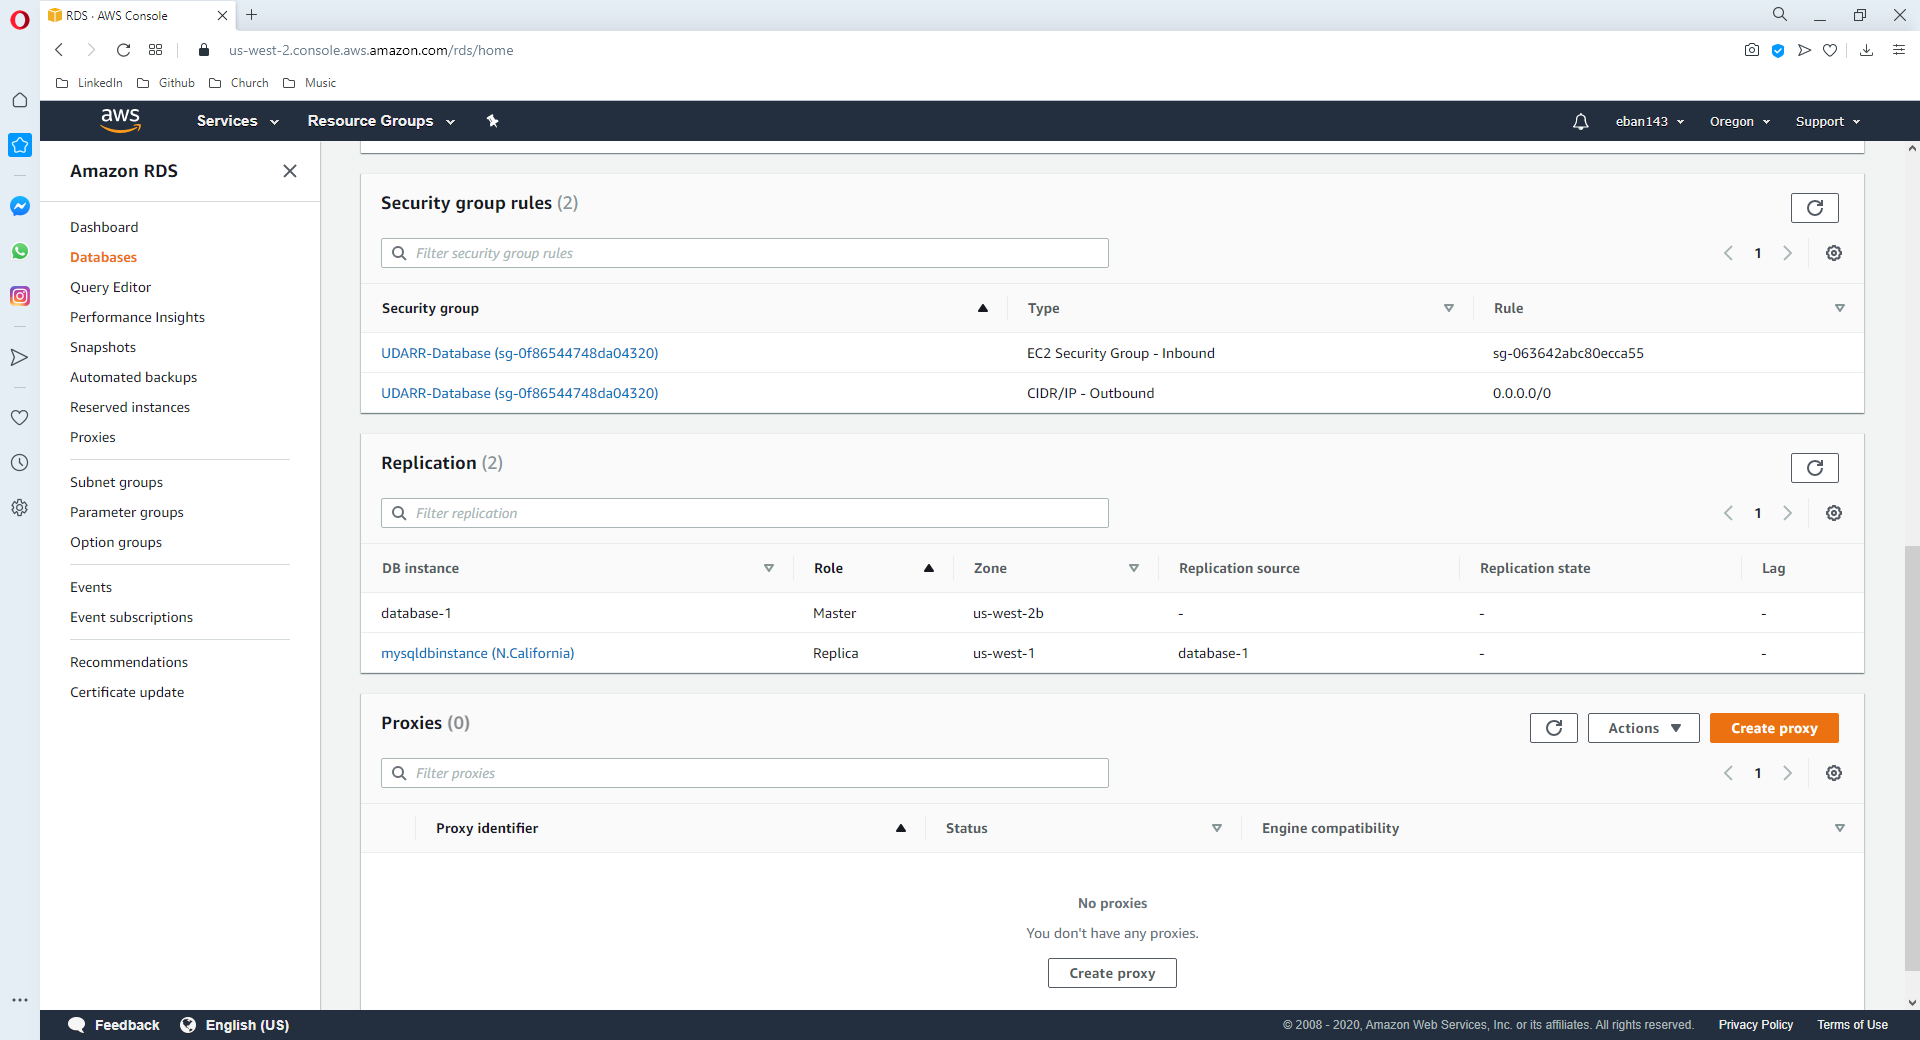 RDS · AWS Console
us-west-2.console.aws.amazon.com/rds/home
LinkedIn Github Church Music
aws Services Resource Groups eban143 Oregon Support
Amazon RDS
Dashboard
Databases
Query Editor
Performance Insights
Snapshots
Automated backups
Reserved instances
Proxies
Subnet groups
Parameter groups
Option groups
Events
Event subscriptions
Recommendations
Certificate update
Security group rules (2)
Filter security group rules
1
Security group Type Rule
UDARR-Database (sg-0f86544748da04320) EC2 Security Group - Inbound sg-063642abc80ecca55
UDARR-Database (sg-0f86544748da04320) CIDR/IP - Outbound 0.0.0.0/0
Replication (2)
Filter replication
1
DB instance Role Zone Replication source Replication state Lag
database-1 Master us-west-2b - - -
mysqldbinstance (N.California) Replica us-west-1 database-1 - -
Proxies (0)
Actions Create proxy
Filter proxies
1
Proxy identifier Status Engine compatibility
No proxies
You don't have any proxies.
Create proxy
Feedback English (US) © 2008 - 2020, Amazon Web Services, Inc. or its affiliates. All rights reserved. Privacy Policy Terms of Use